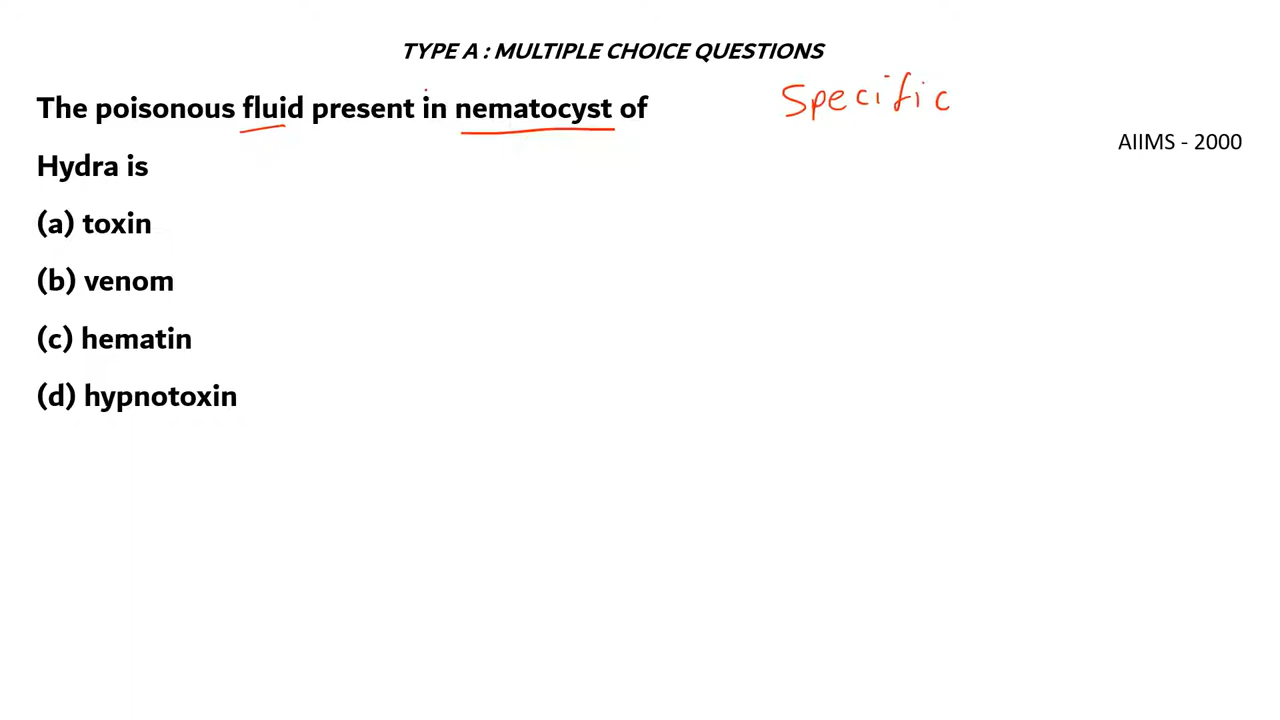 TYPE A : MULTIPLE CHOICE QUESTIONS
The poisonous fluid present in nematocyst of
Specific
AIIMS - 2000
Hydra is
(a) toxin
(b) venom
(c) hematin
(d) hypnotoxin